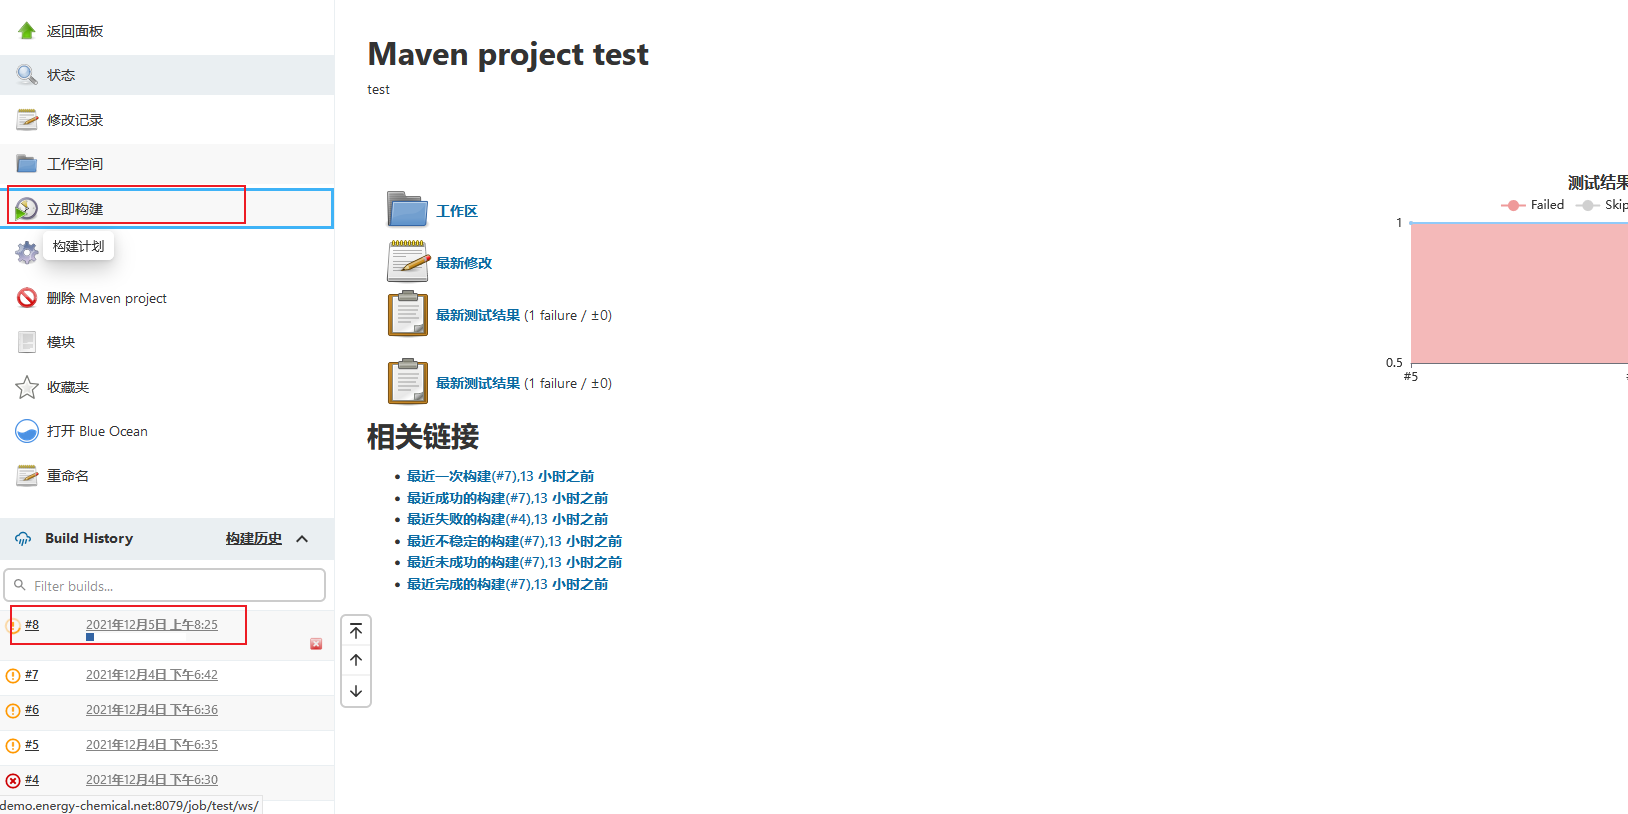 返回面板
状态
修改记录
工作空间
立即构建
构建计划
删除 Maven project
模块
收藏夹
打开 Blue Ocean
重命名
Build History 构建历史
Filter builds...
#8 2021年12月5日 上午8:25
#7 2021年12月4日 下午6:42
#6 2021年12月4日 下午6:36
#5 2021年12月4日 下午6:35
#4 2021年12月4日 下午6:30
demo.energy-chemical.net:8079/job/test/ws/
Maven project test
test
工作区
最新修改
最新测试结果 (1 failure / ±0)
最新测试结果 (1 failure / ±0)
相关链接
最近一次构建(#7),13 小时之前
最近成功的构建(#7),13 小时之前
最近失败的构建(#4),13 小时之前
最近不稳定的构建(#7),13 小时之前
最近未成功的构建(#7),13 小时之前
最近完成的构建(#7),13 小时之前
测试结果
Failed Skip
1
0.5
#5